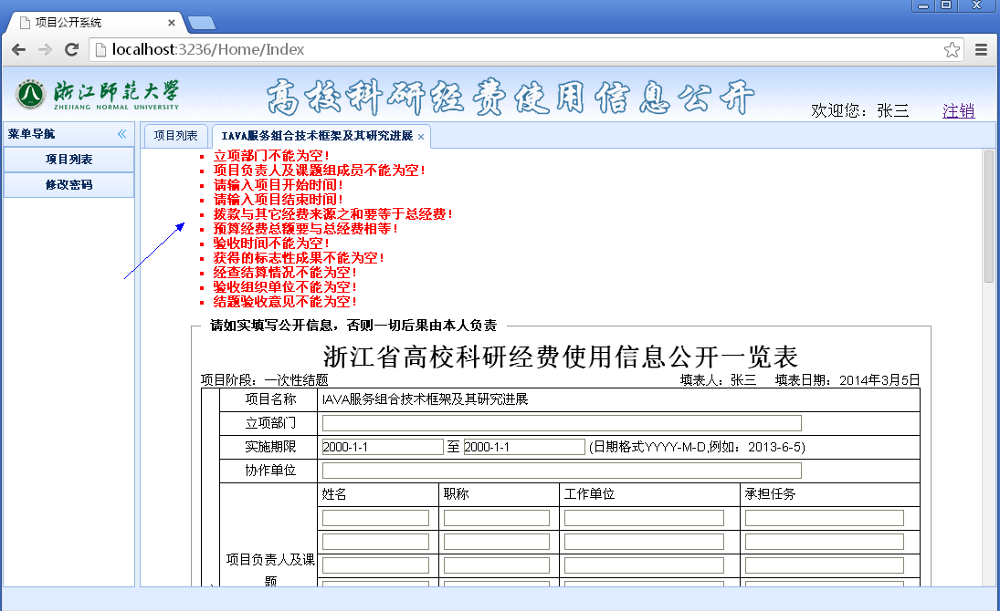 项目公开系统
localhost:3236/Home/Index
浙江师范大学
ZHEJIANG NORMAL UNIVERSITY
高校科研经费使用信息公开
欢迎您：张三 注销
菜单导航
项目列表
修改密码
项目列表 IAVA服务组合技术框架及其研究进展
立项部门不能为空！
项目负责人及课题组成员不能为空！
请输入项目开始时间！
请输入项目结束时间！
拨款与其它经费来源之和要等于总经费！
预算经费总额要与总经费相等！
验收时间不能为空！
获得的标志性成果不能为空！
经查结算情况不能为空！
验收组织单位不能为空！
结题验收意见不能为空！
请如实填写公开信息，否则一切后果由本人负责
浙江省高校科研经费使用信息公开一览表
项目阶段：一次性结题 填表人：张三 填表日期：2014年3月5日
项目名称 IAVA服务组合技术框架及其研究进展
立项部门
实施期限 2000-1-1 至 2000-1-1 (日期格式YYYY-M-D,例如：2013-6-5)
协作单位
姓名 职称 工作单位 承担任务
项目负责人及课
题